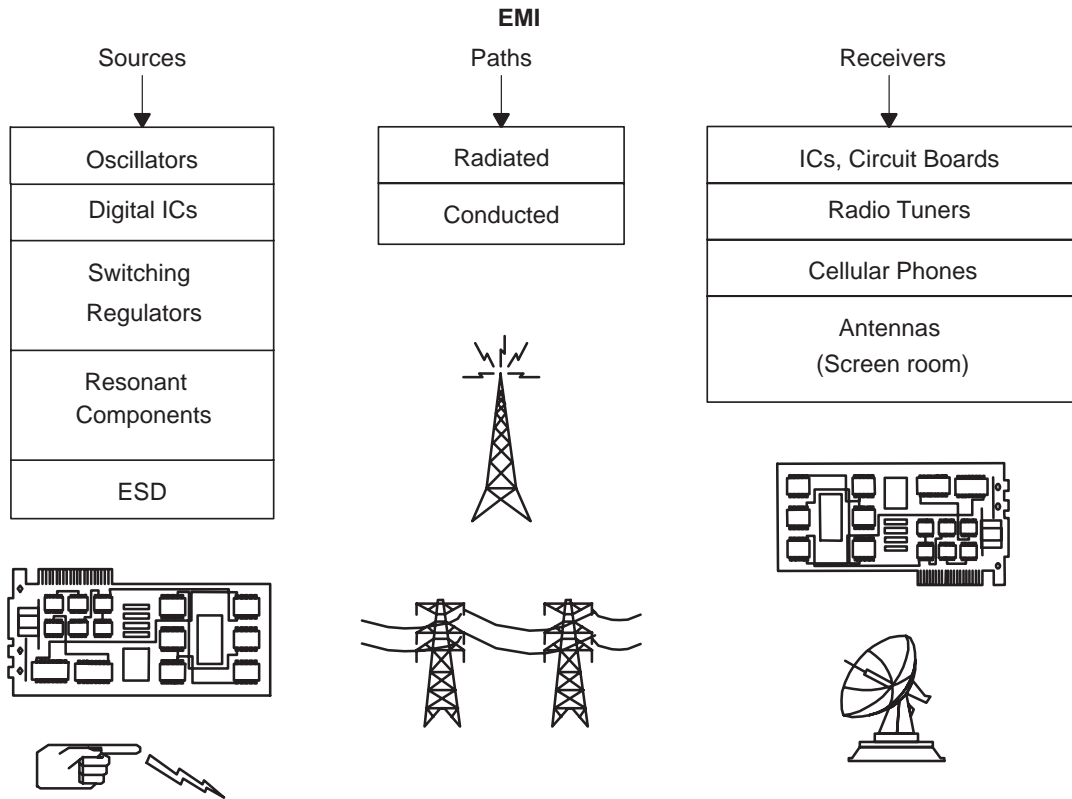 EMI
Sources
Oscillators
Digital ICs
Switching
Regulators
Resonant
Components
ESD
Paths
Radiated
Conducted
Receivers
ICs, Circuit Boards
Radio Tuners
Cellular Phones
Antennas
(Screen room)